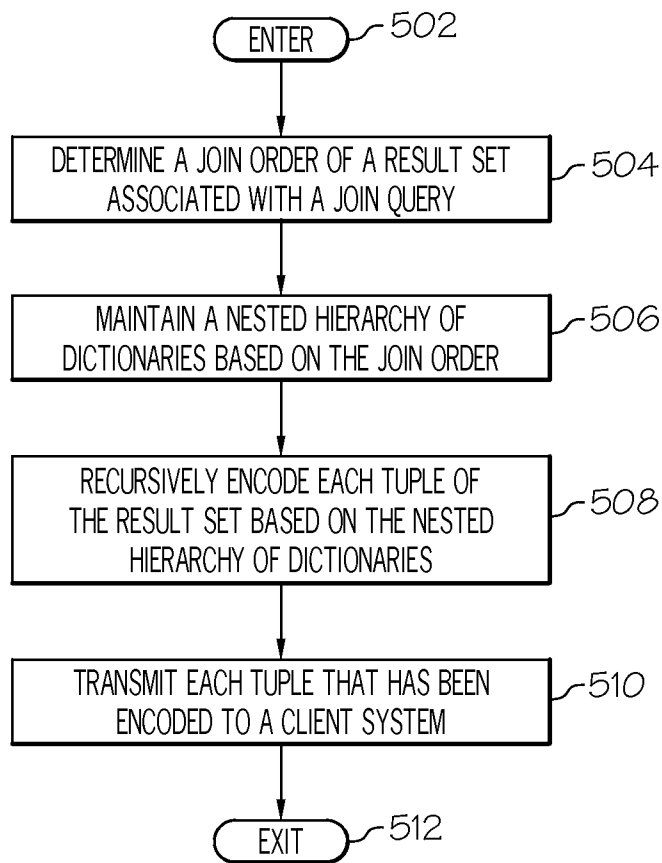 ENTER
502
DETERMINE A JOIN ORDER OF A RESULT SET
ASSOCIATED WITH A JOIN QUERY
504
MAINTAIN A NESTED HIERARCHY OF
DICTIONARIES BASED ON THE JOIN ORDER
506
RECURSIVELY ENCODE EACH TUPLE OF
THE RESULT SET BASED ON THE NESTED
HIERARCHY OF DICTIONARIES
508
TRANSMIT EACH TUPLE THAT HAS BEEN
ENCODED TO A CLIENT SYSTEM
510
EXIT
512